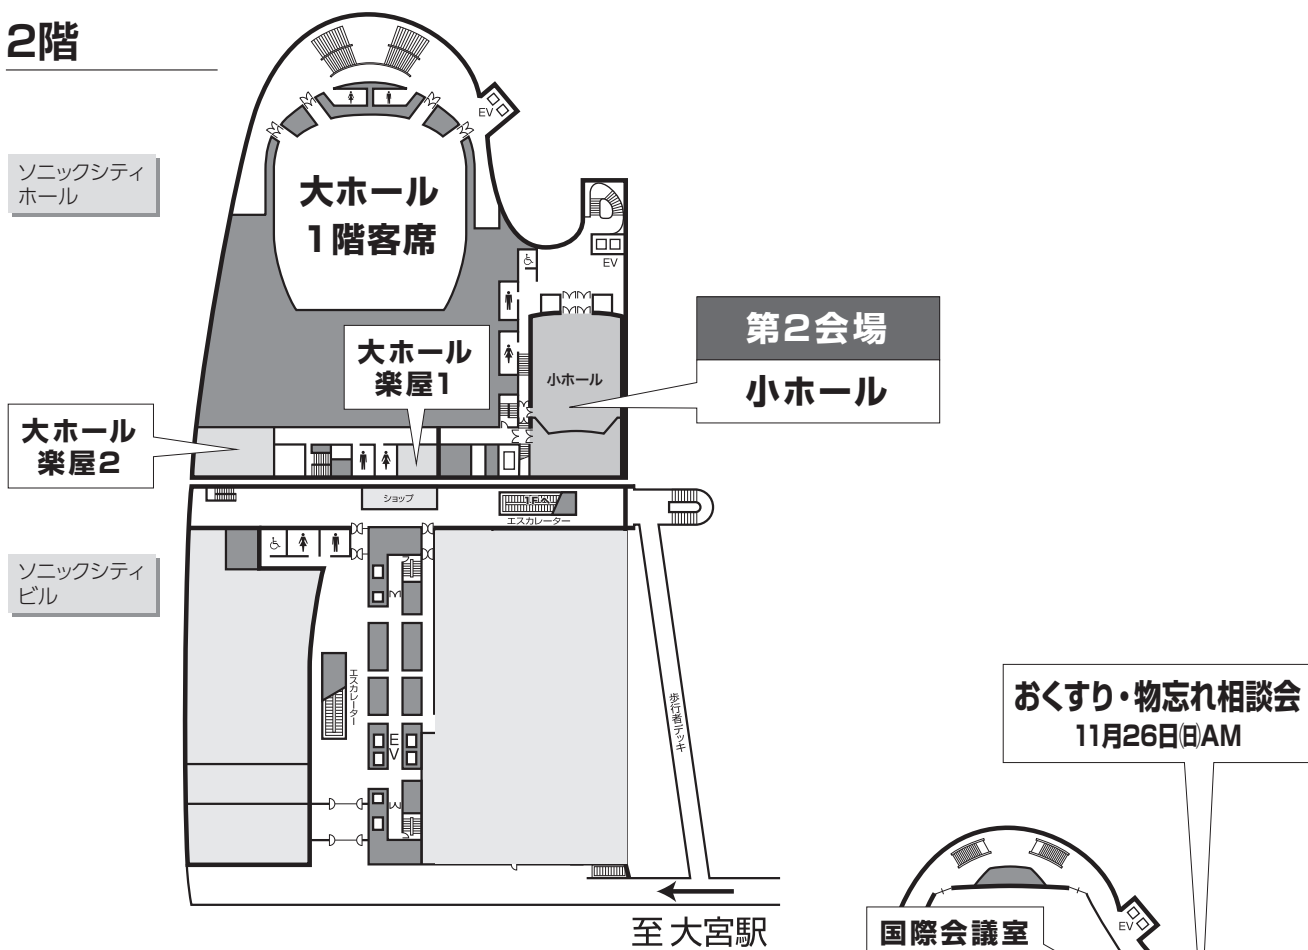 2階
EV
ソニックシティ
ホール
大ホール
1階客席
EV
第2会場
小ホール
大ホール
楽屋1
小ホール
大ホール
楽屋2
ショップ
エスカレーター
ソニックシティ
ビル
エスカレーター
EV
歩行者デッキ
おくすり・物忘れ相談会
11月26日(日)AM
至 大宮駅
国際会議室
EV